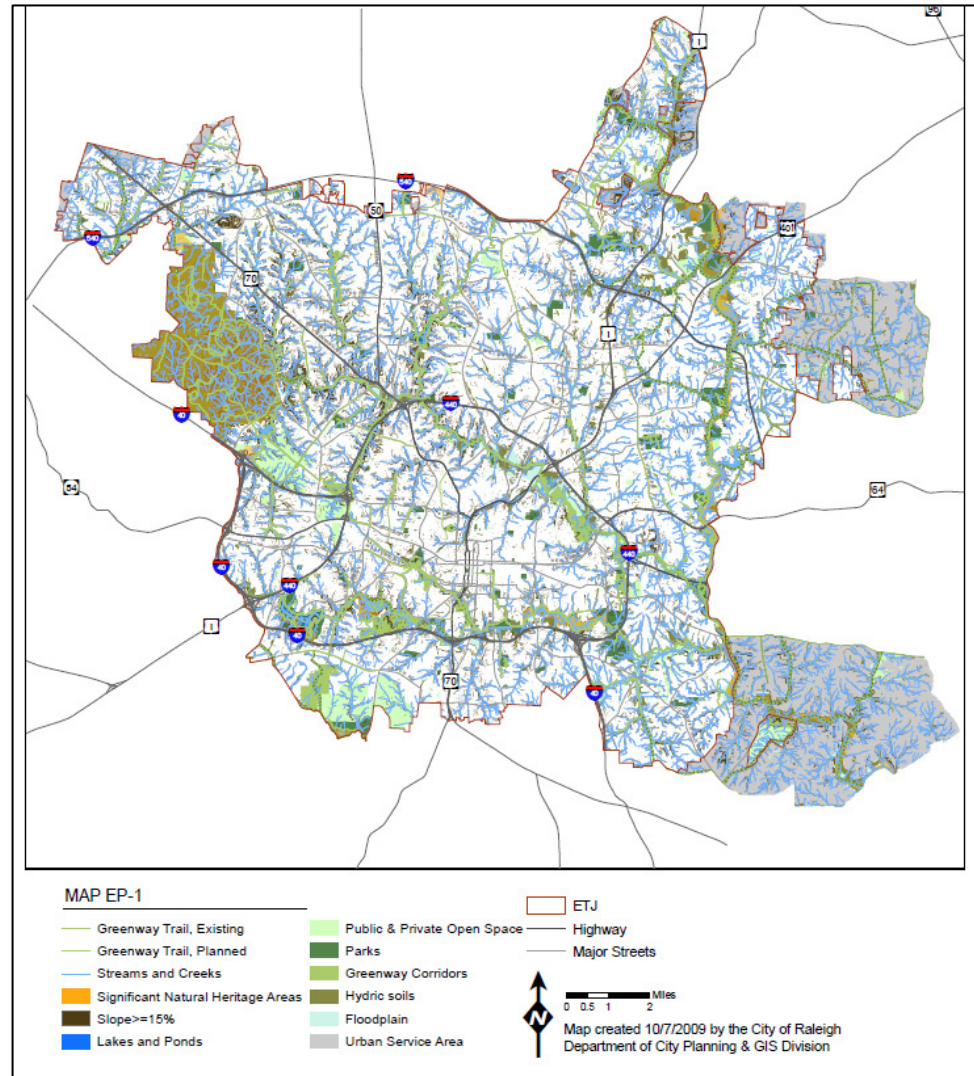 96
1
540
50
401
540
70
1
440
40
54
64
440
40
440
1
40
70
40
MAP EP-1
Greenway Trail, Existing
Greenway Trail, Planned
Streams and Creeks
Significant Natural Heritage Areas
Slope>=15%
Lakes and Ponds
Public & Private Open Space
Parks
Greenway Corridors
Hydric soils
Floodplain
Urban Service Area
ETJ
Highway
Major Streets
N
Miles
0 0.5 1 2
Map created 10/7/2009 by the City of Raleigh
Department of City Planning & GIS Division